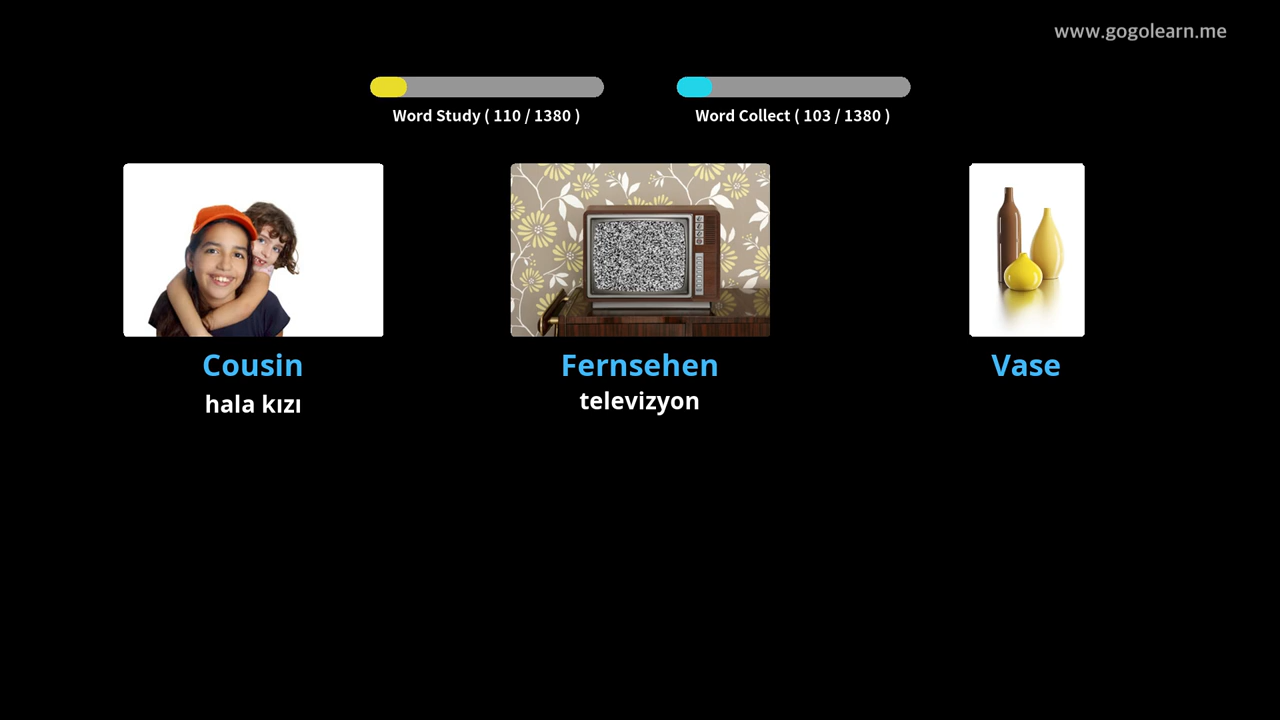 www.gogolearn.me
Word Study ( 110 / 1380 )
Word Collect ( 103 / 1380 )
Cousin
hala kızı
Fernsehen
televizyon
Vase